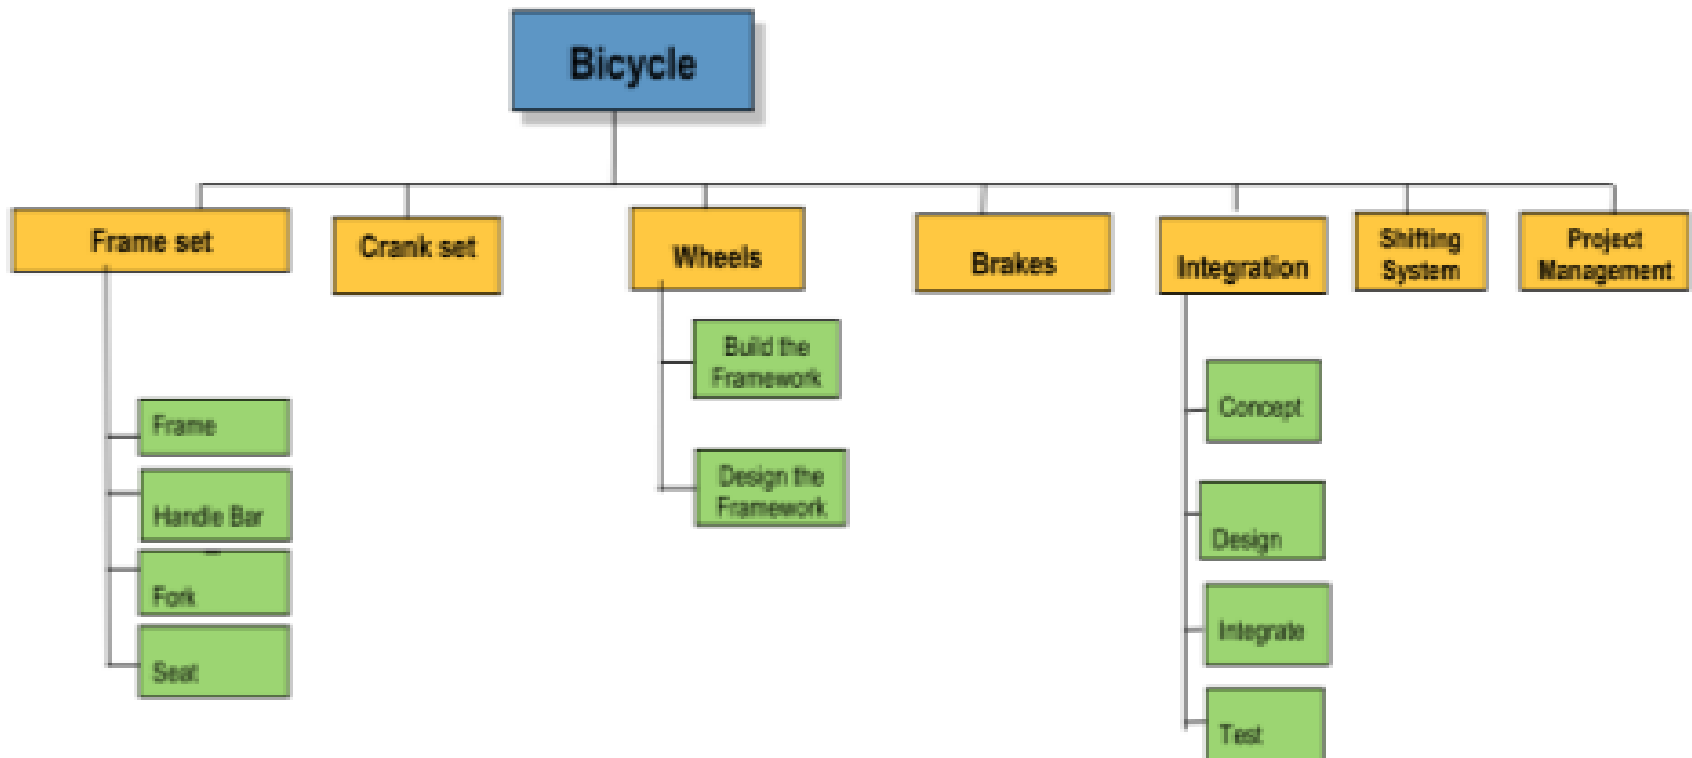 Bicycle
Frame set
Crank set
Wheels
Brakes
Integration
Shifting
System
Project
Management
Frame
Handle Bar
Fork
Seat
Build the
Framework
Design the
Framework
Concept
Design
Integrate
Test